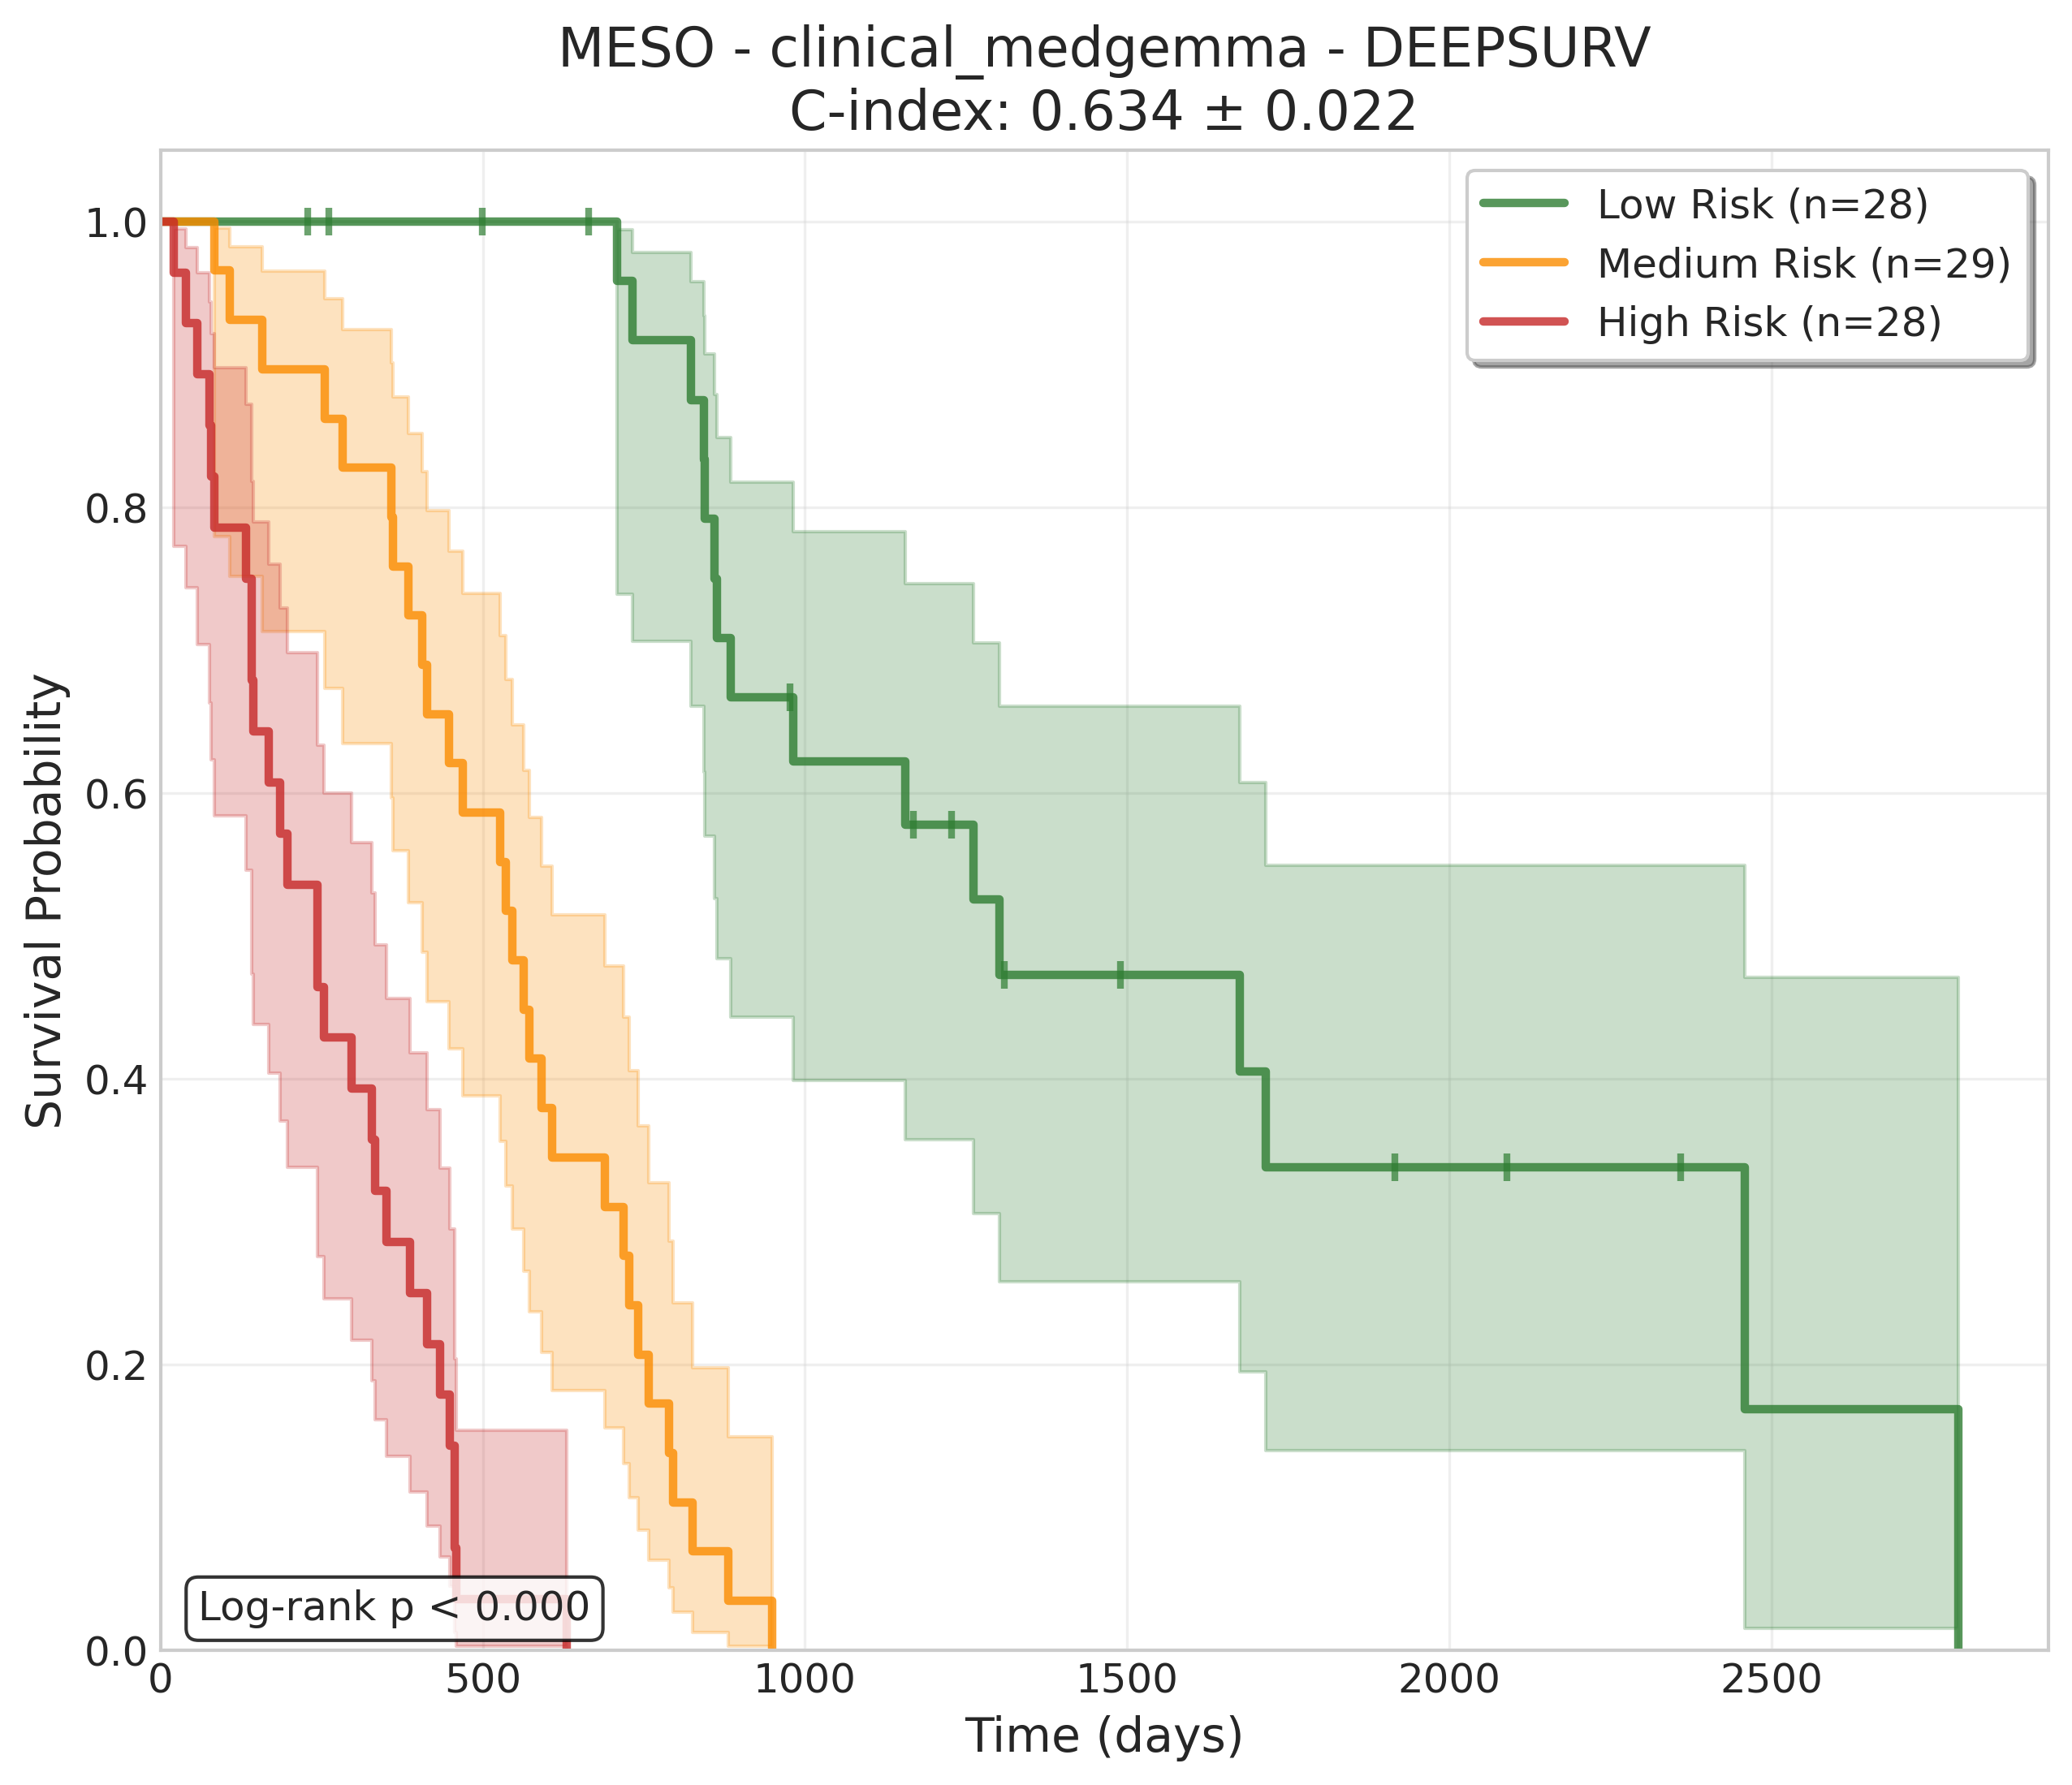 MESO - clinical_medgemma - DEEPSURV
C-index: 0.634 ± 0.022
Low Risk (n=28)
Medium Risk (n=29)
High Risk (n=28)
Survival Probability
1.0
0.8
0.6
0.4
0.2
0.0
Log-rank p < 0.000
0 500 1000 1500 2000 2500
Time (days)